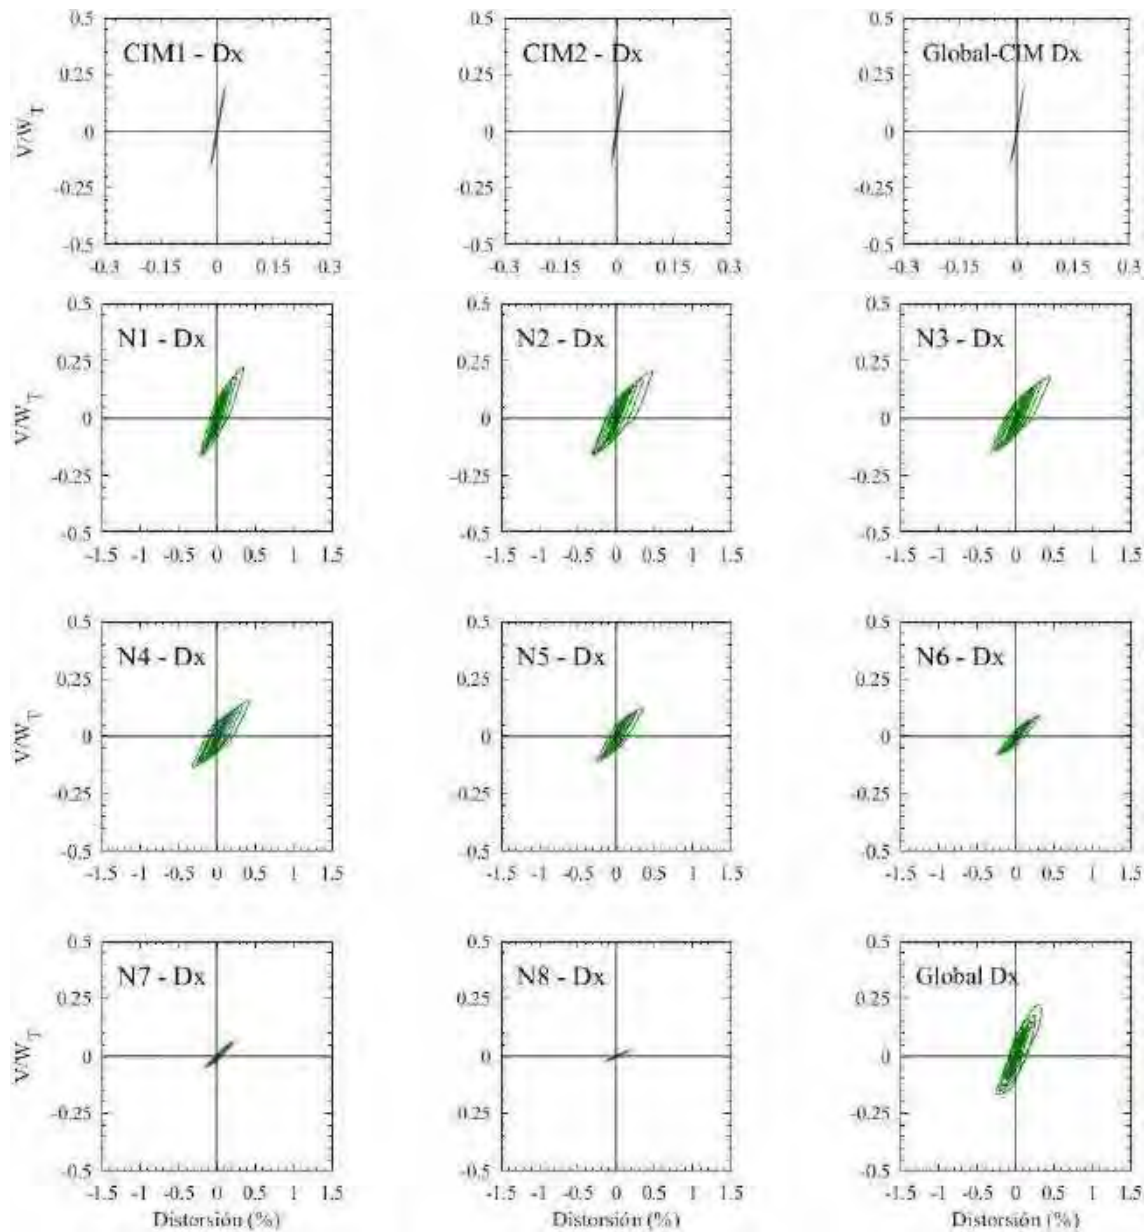 0.5 0.5 0.5
CIM1 - Dx CIM2 - Dx Global-CIM Dx
0.25 0.25 0.25
V/W_T 0 0 0
-0.25 -0.25 -0.25
-0.5 -0.5 -0.5
-0.3 -0.15 0 0.15 0.3 -0.3 -0.15 0 0.15 0.3 -0.3 -0.15 0 0.15 0.3
0.5 0.5 0.5
N1 - Dx N2 - Dx N3 - Dx
0.25 0.25 0.25
V/W_T 0 0 0
-0.25 -0.25 -0.25
-0.5 -0.5 -0.5
-1.5 -1 -0.5 0 0.5 1 1.5 -1.5 -1 -0.5 0 0.5 1 1.5 -1.5 -1 -0.5 0 0.5 1 1.5
0.5 0.5 0.5
N4 - Dx N5 - Dx N6 - Dx
0.25 0.25 0.25
V/W_T 0 0 0
-0.25 -0.25 -0.25
-0.5 -0.5 -0.5
-1.5 -1 -0.5 0 0.5 1 1.5 -1.5 -1 -0.5 0 0.5 1 1.5 -1.5 -1 -0.5 0 0.5 1 1.5
0.5 0.5 0.5
N7 - Dx N8 - Dx Global Dx
0.25 0.25 0.25
V/W_T 0 0 0
-0.25 -0.25 -0.25
-0.5 -0.5 -0.5
-1.5 -1 -0.5 0 0.5 1 1.5 -1.5 -1 -0.5 0 0.5 1 1.5 -1.5 -1 -0.5 0 0.5 1 1.5
Distorsión (%) Distorsión (%) Distorsión (%)